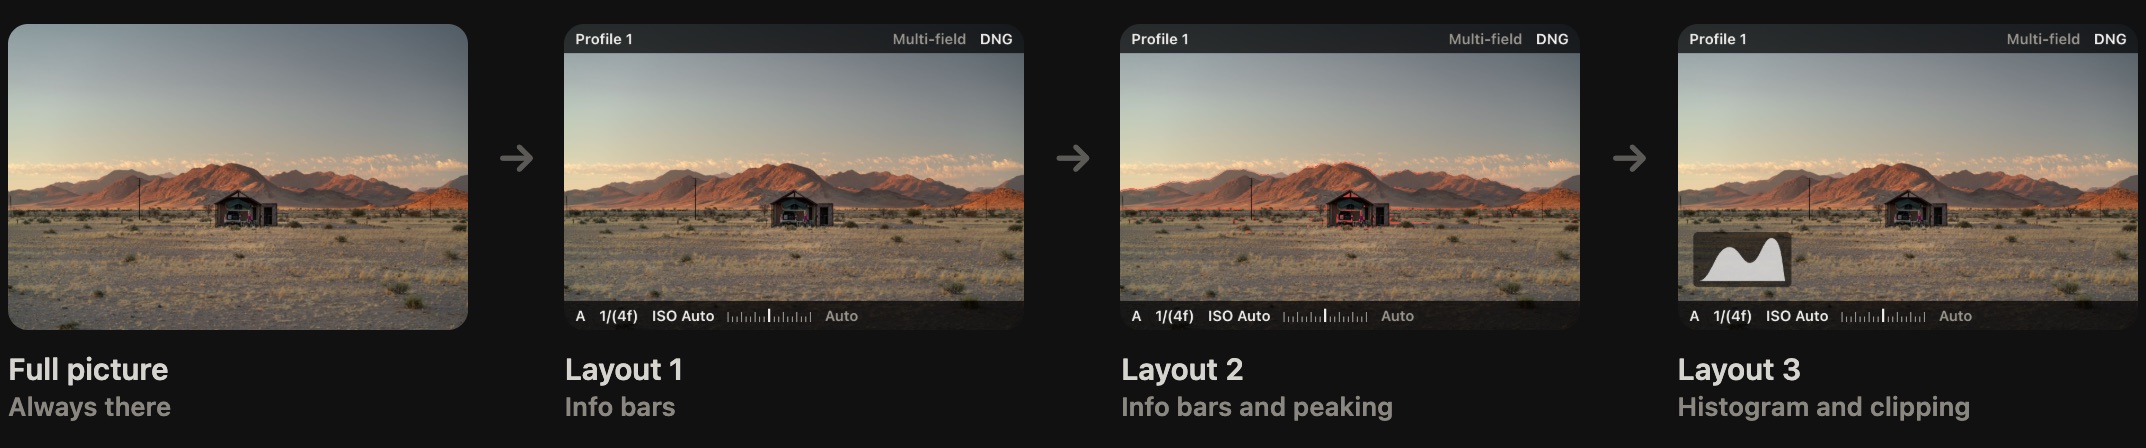 Profile 1 Multi-field DNG
Profile 1 Multi-field DNG
Profile 1 Multi-field DNG
A 1/(4f) ISO Auto Auto
A 1/(4f) ISO Auto Auto
A 1/(4f) ISO Auto Auto
Full picture
Always there
Layout 1
Info bars
Layout 2
Info bars and peaking
Layout 3
Histogram and clipping